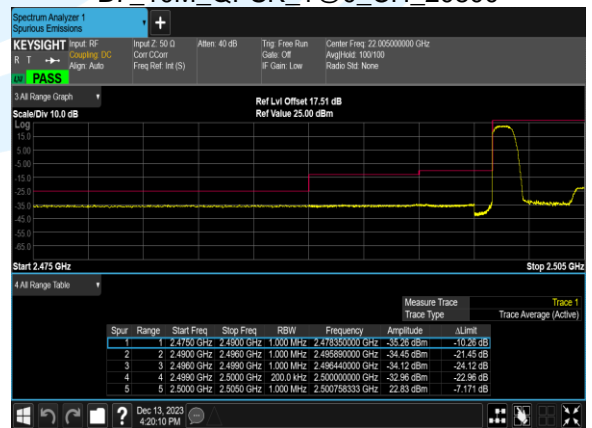 Spectrum Analyzer 1
Spurious Emissions
+
KEYSIGHT Input: RF Input Z: 50 Ω Atten: 40 dB Trig: Free Run Center Freq: 22.005000000 GHz
R T Coupling: DC Corr CCorr Gate: Off Avg|Hold: 100/100
Align: Auto Freq Ref: Int (S) IF Gain: Low Radio Std: None
PASS
3 All Range Graph Ref Lvl Offset 17.51 dB
Scale/Div 10.0 dB Ref Value 25.00 dBm
Log
15.0
5.00
-5.00
-15.0
-25.0
-35.0
-45.0
-55.0
-65.0
Start 2.475 GHz Stop 2.505 GHz
4 All Range Table
Measure Trace Trace 1
Trace Type Trace Average (Active)
Spur Range Start Freq Stop Freq RBW Frequency Amplitude ΔLimit
1 1 2.4750 GHz 2.4900 GHz 1.000 MHz 2.478350000 GHz -35.26 dBm -10.26 dB
2 2 2.4900 GHz 2.4960 GHz 1.000 MHz 2.495890000 GHz -34.45 dBm -21.45 dB
3 3 2.4960 GHz 2.4990 GHz 1.000 MHz 2.496440000 GHz -34.12 dBm -24.12 dB
4 4 2.4990 GHz 2.5000 GHz 200.0 kHz 2.500000000 GHz -32.96 dBm -22.96 dB
5 5 2.5000 GHz 2.5050 GHz 1.000 MHz 2.500758333 GHz 22.83 dBm -7.171 dB
? Dec 13, 2023
4:20:10 PM